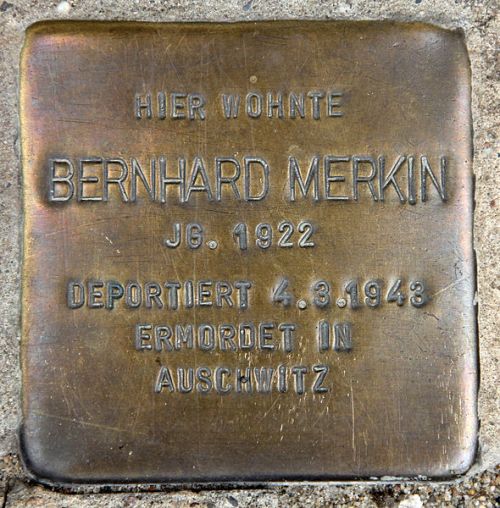 HIER WOHNTE
BERNHARD MERKIN
JG. 1922
DEPORTIERT 4.3.1943
ERMORDET IN
AUSCHWITZ